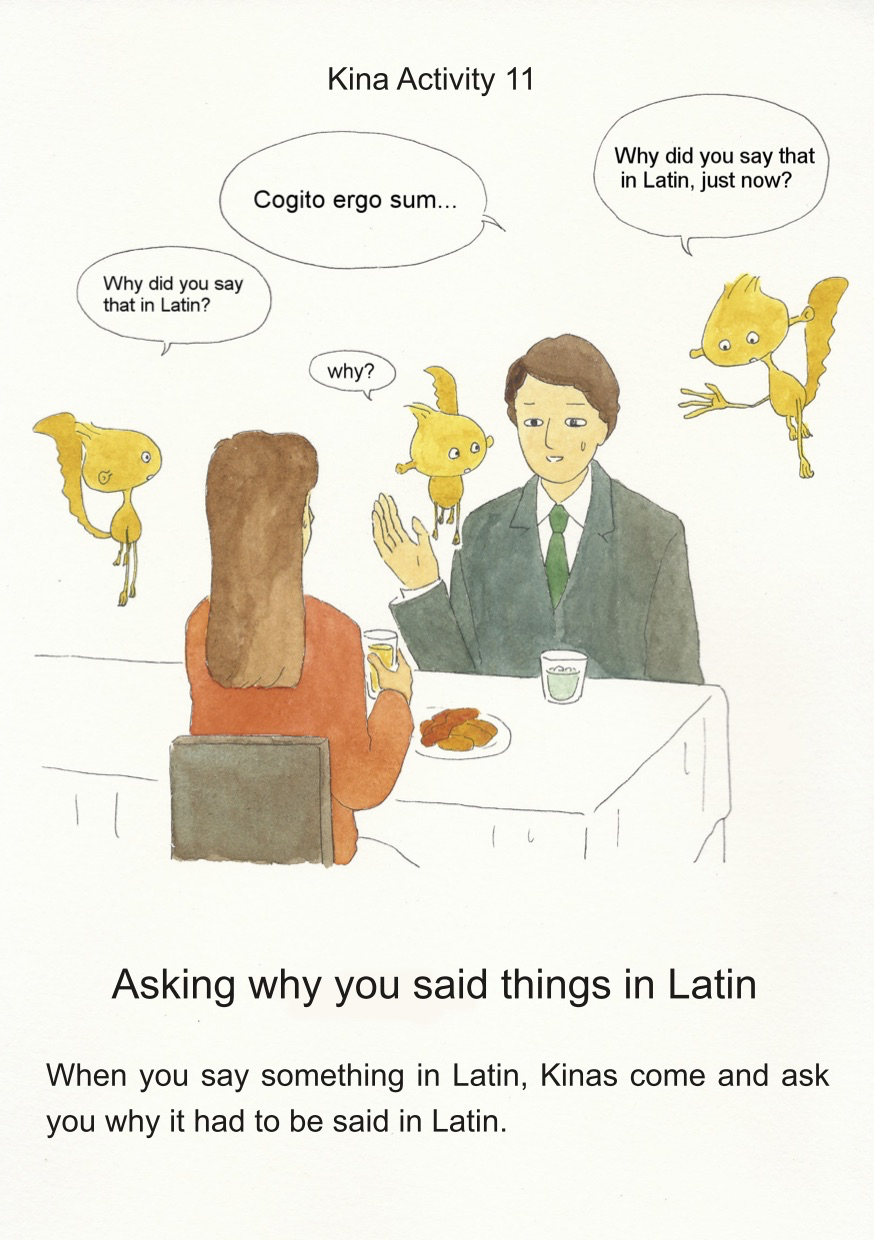 Kina Activity 11
Why did you say that
in Latin, just now?
Cogito ergo sum...
Why did you say
that in Latin?
why?
Asking why you said things in Latin
When you say something in Latin, Kinas come and ask
you why it had to be said in Latin.